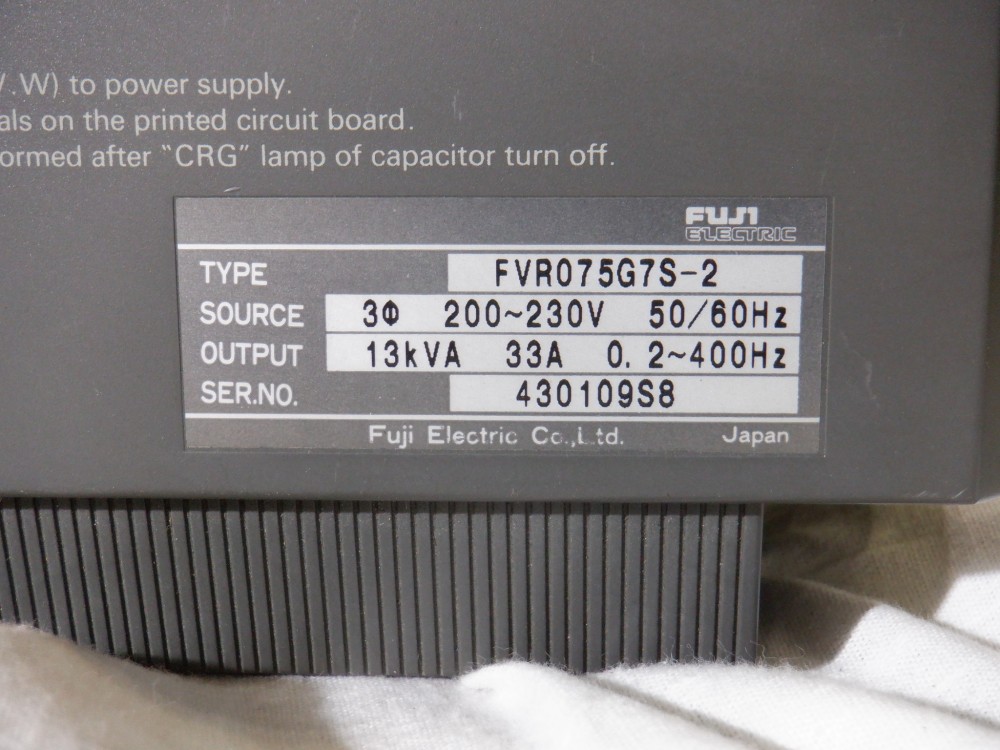 /.W) to power supply.
als on the printed circuit board.
ormed after "CRG" lamp of capacitor turn off.
FUJI
ELECTRIC
TYPE FVR075G7S-2
SOURCE 3Φ 200~230V 50/60Hz
OUTPUT 13kVA 33A 0.2~400Hz
SER.NO. 430109S8
Fuji Electric Co.,Ltd. Japan